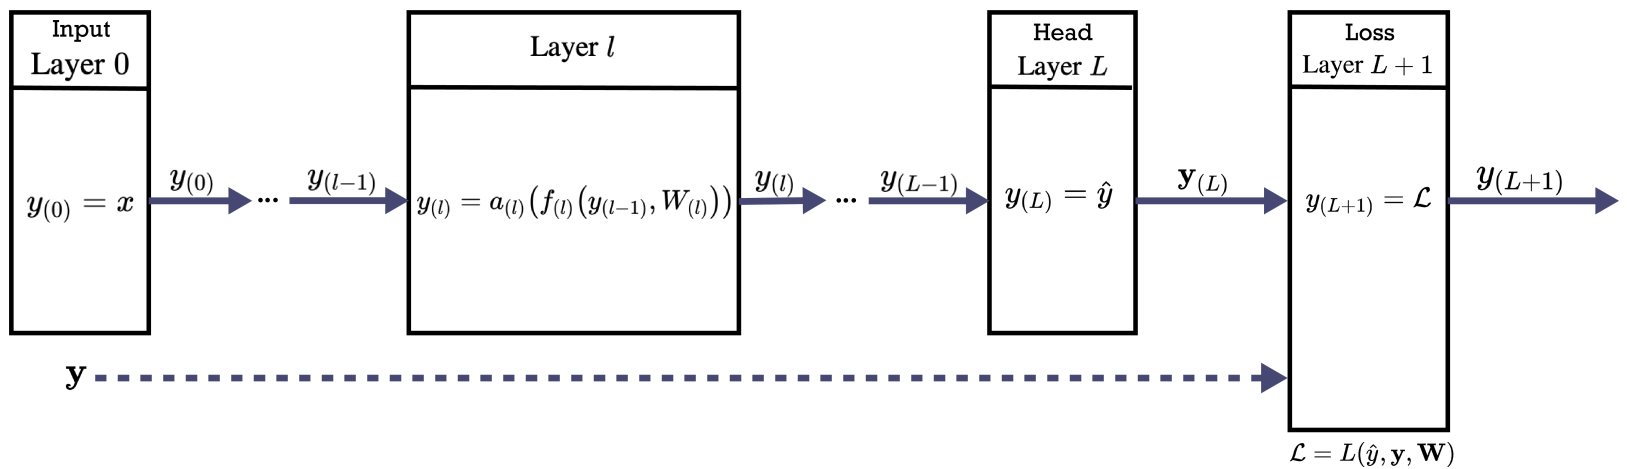 Input
Layer 0
y(0) = x
y(0)
...
y(l−1)
Layer l
y(l) = a(l)(f(l)(y(l−1), W(l)))
y(l)
...
y(L−1)
Head
Layer L
y(L) = ŷ
y(L)
Loss
Layer L + 1
y(L+1) = ℒ
y(L+1)
y
ℒ = L(ŷ, y, W)